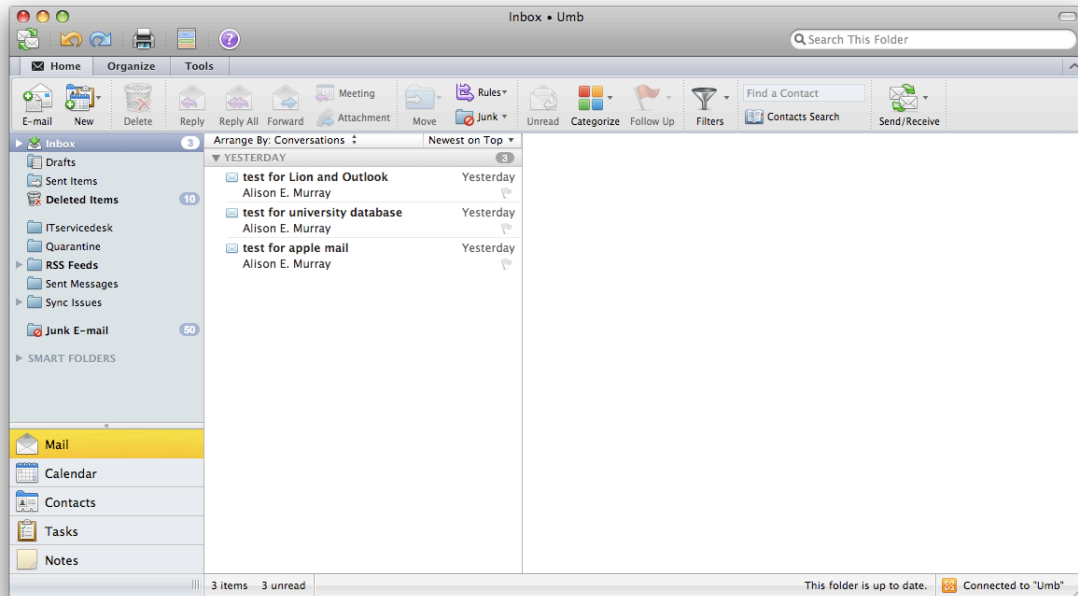 Inbox • Umb
Search This Folder
Home Organize Tools
E-mail New Delete Reply Reply All Forward Meeting Attachment Move Rules Junk Unread Categorize Follow Up Filters Find a Contact Contacts Search Send/Receive
Inbox 3
Drafts
Sent Items
Deleted Items 10
ITservicedesk
Quarantine
RSS Feeds
Sent Messages
Sync Issues
Junk E-mail 50
SMART FOLDERS
Mail
Calendar
Contacts
Tasks
Notes
Arrange By: Conversations Newest on Top
YESTERDAY 3
test for Lion and Outlook Yesterday
Alison E. Murray
test for university database Yesterday
Alison E. Murray
test for apple mail Yesterday
Alison E. Murray
3 items 3 unread
This folder is up to date. Connected to "Umb"